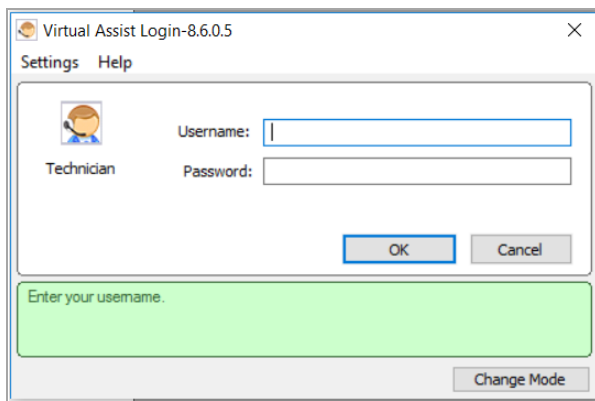 Virtual Assist Login-8.6.0.5
Settings Help
Username:
Technician
Password:
OK Cancel
Enter your username.
Change Mode